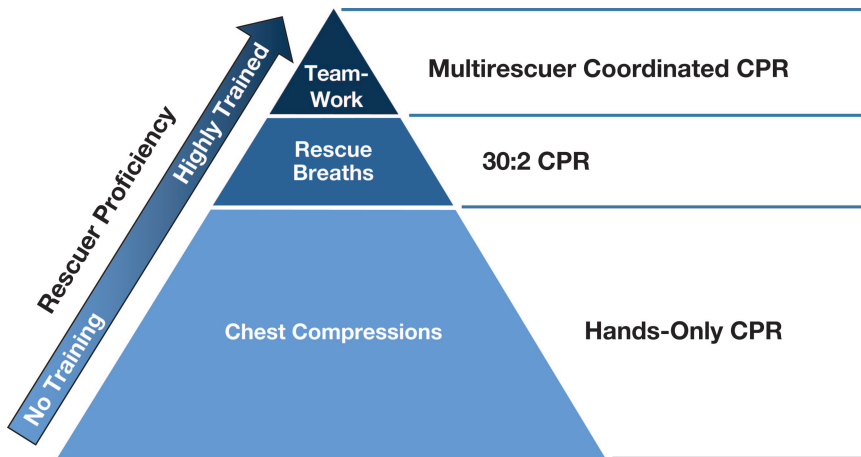 Team-
Work
Multirescuer Coordinated CPR
Rescue
Breaths
30:2 CPR
Chest Compressions
Hands-Only CPR
Rescuer Proficiency
Highly Trained
No Training